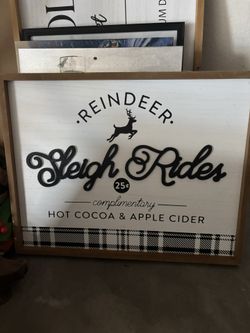 ·REINDEER·
Sleigh Rides
25¢
complimentary
HOT COCOA & APPLE CIDER